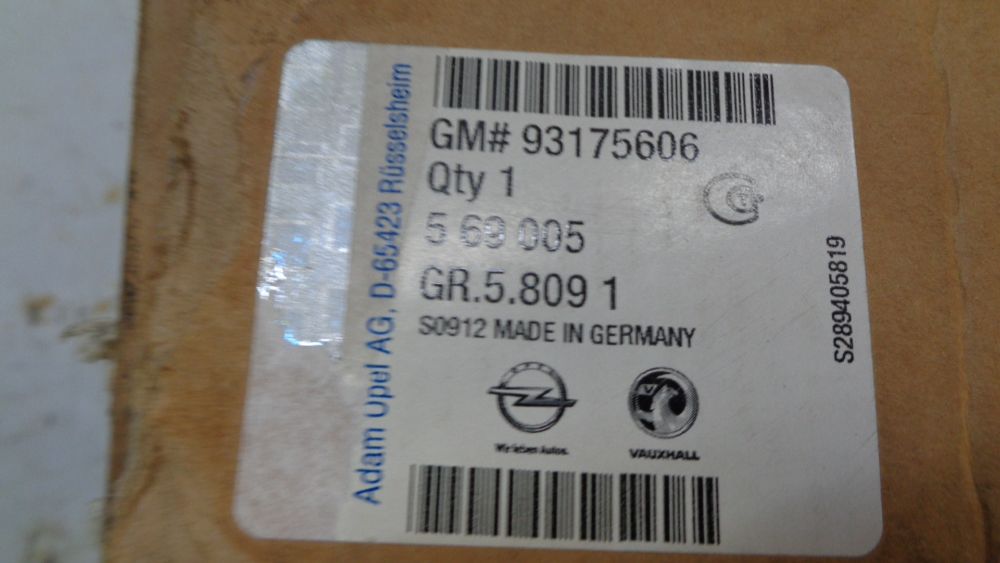 GM# 93175606
Qty 1
5 69 005
GR.5.809 1
S0912 MADE IN GERMANY
OPEL
Wir leben Autos.
VAUXHALL
Adam Opel AG, D-65423 Rüsselsheim
S289405819